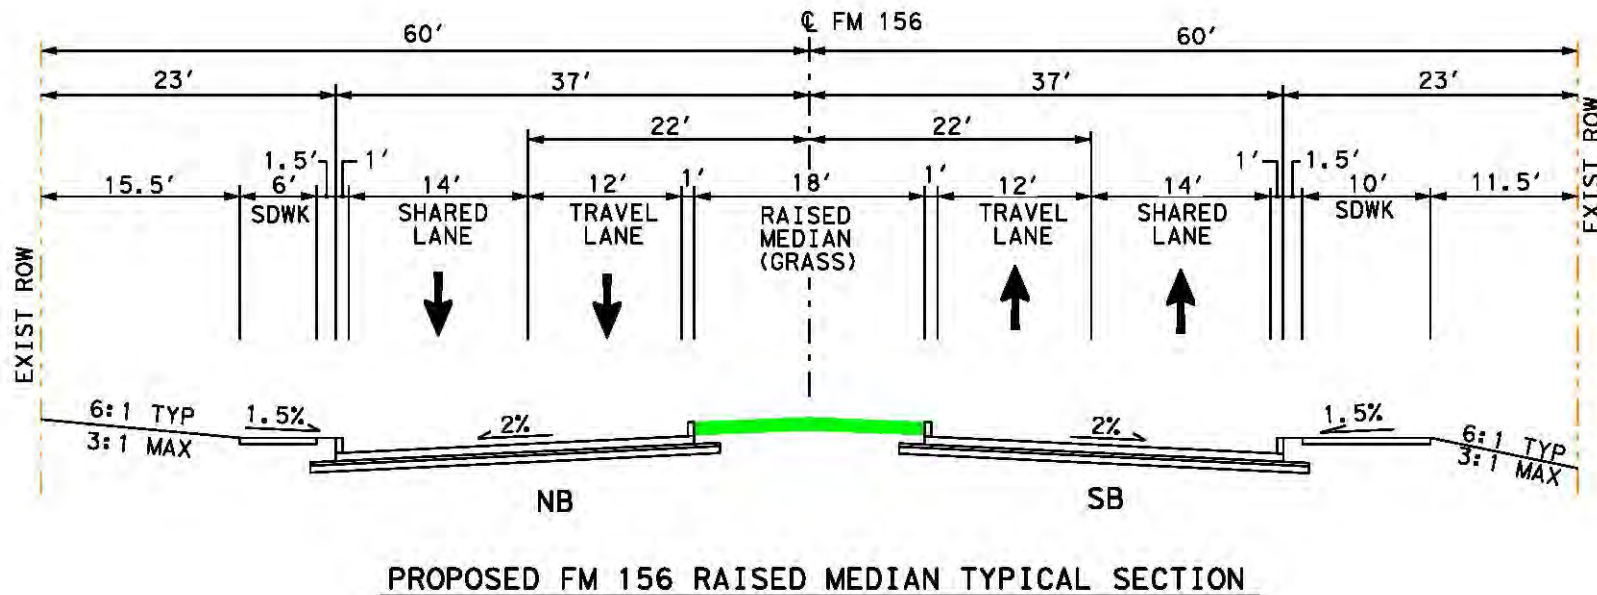 ℄ FM 156
60' 60'
23' 37' 37' 23'
22' 22'
1.5' 1' 1' 1.5'
15.5' 6' 14' 12' 1' 18' 1' 12' 14' 10' 11.5'
SDWK SHARED LANE TRAVEL LANE RAISED MEDIAN (GRASS) TRAVEL LANE SHARED LANE SDWK
EXIST ROW
EXIST ROW
6:1 TYP
3:1 MAX
1.5%
2%
2%
1.5%
6:1 TYP
3:1 MAX
NB SB
PROPOSED FM 156 RAISED MEDIAN TYPICAL SECTION